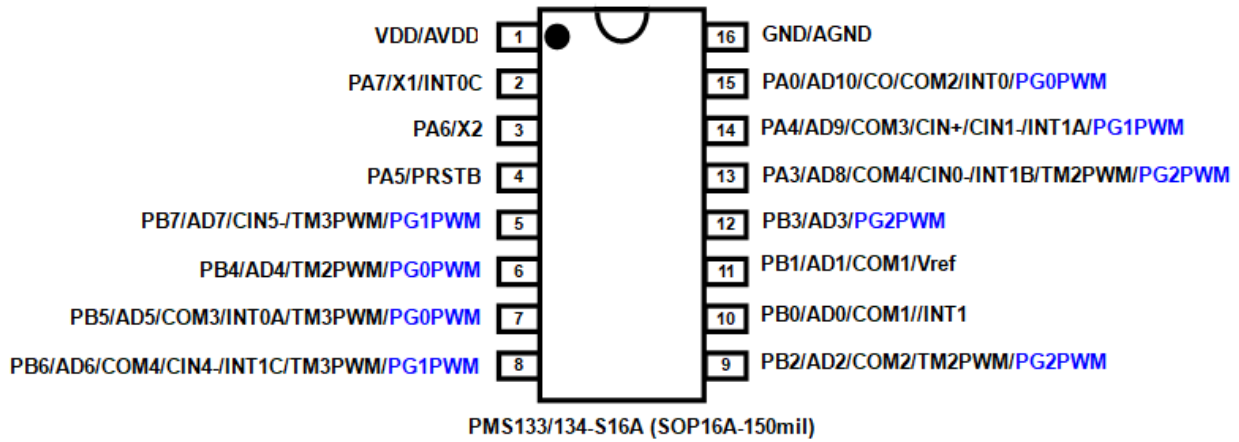 VDD/AVDD 1 16 GND/AGND
PA7/X1/INT0C 2 15 PA0/AD10/CO/COM2/INT0/PG0PWM
PA6/X2 3 14 PA4/AD9/COM3/CIN+/CIN1-/INT1A/PG1PWM
PA5/PRSTB 4 13 PA3/AD8/COM4/CIN0-/INT1B/TM2PWM/PG2PWM
PB7/AD7/CIN5-/TM3PWM/PG1PWM 5 12 PB3/AD3/PG2PWM
PB4/AD4/TM2PWM/PG0PWM 6 11 PB1/AD1/COM1/Vref
PB5/AD5/COM3/INT0A/TM3PWM/PG0PWM 7 10 PB0/AD0/COM1//INT1
PB6/AD6/COM4/CIN4-/INT1C/TM3PWM/PG1PWM 8 9 PB2/AD2/COM2/TM2PWM/PG2PWM
PMS133/134-S16A (SOP16A-150mil)